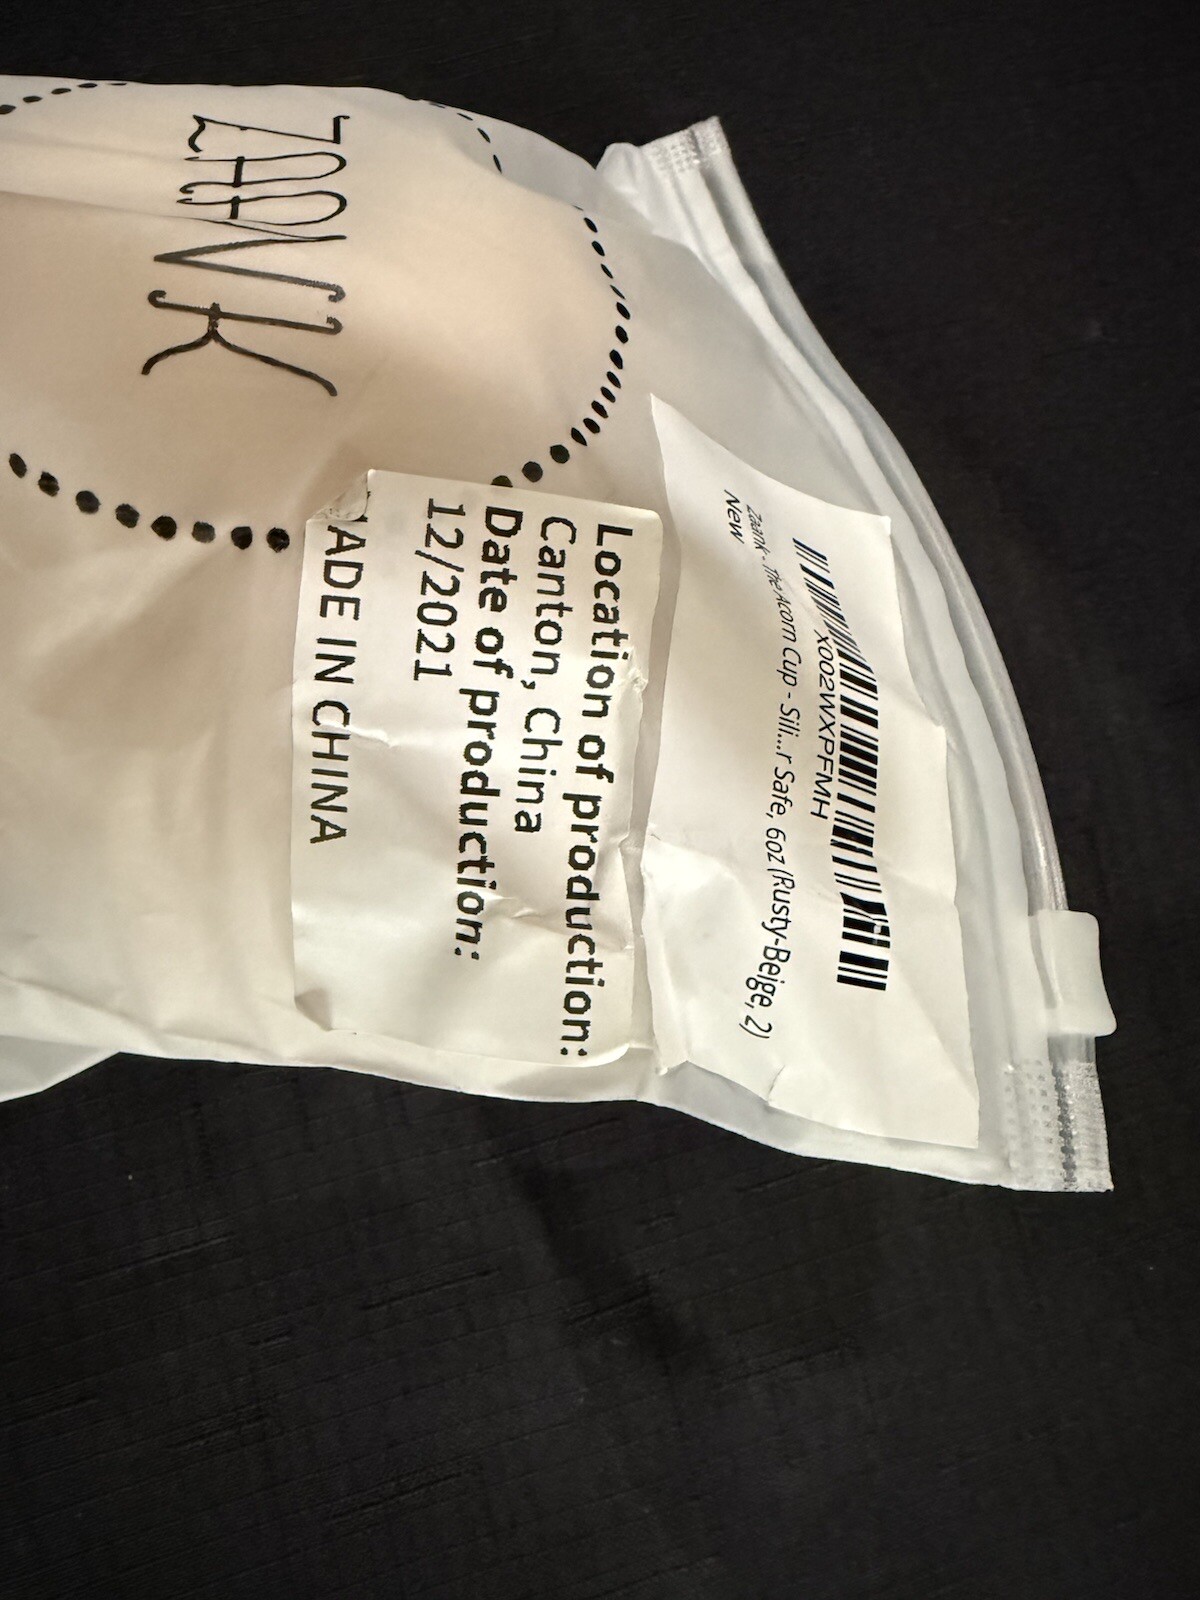 ZAANK
X002WXPFMH
Zaank - The Acorn Cup - Sili...r Safe, 6oz (Rusty-Beige, 2)
New
Location of production:
Canton, China
Date of production:
12/2021
MADE IN CHINA